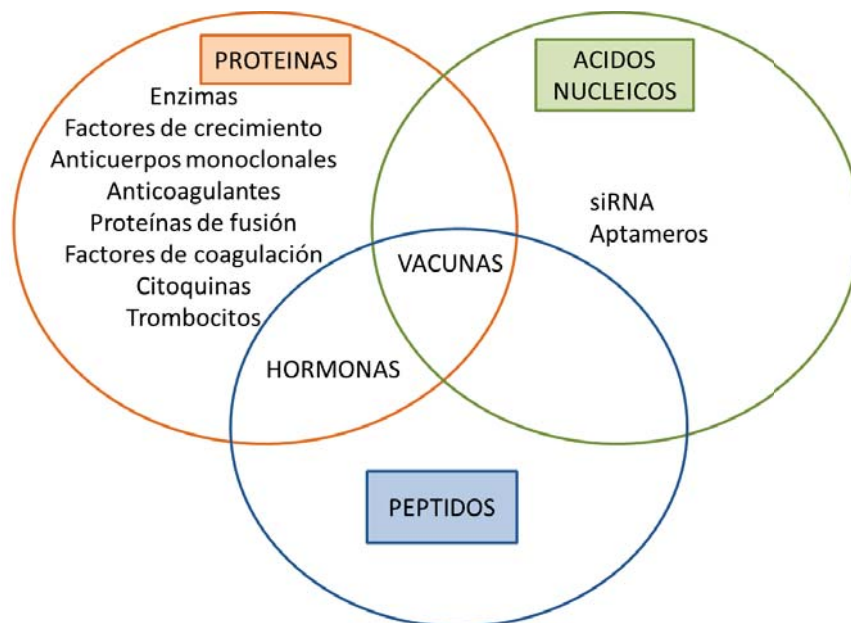 PROTEINAS
Enzimas
Factores de crecimiento
Anticuerpos monoclonales
Anticoagulantes
Proteínas de fusión
Factores de coagulación
Citoquinas
Trombocitos
ACIDOS
NUCLEICOS
siRNA
Aptameros
VACUNAS
HORMONAS
PEPTIDOS